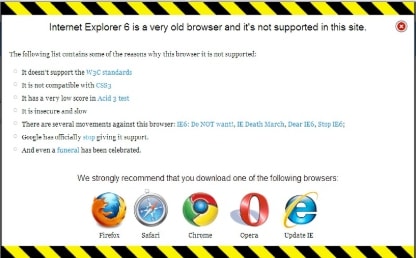 Internet Explorer 6 is a very old browser and it's not supported in this site.
The following list contains some of the reasons why this browser it is not supported:
It doesn't support the W3C standards
It is not compatible with CSS3
It has a very low score in Acid 3 test
It is insecure and slow
There are several movements against this browser: IE6: Do NOT want!, IE Death March, Dear IE6, Stop IE6;
Google has officially stop giving it support.
And even a funeral has been celebrated.
We strongly recommend that you download one of the following browsers:
Firefox Safari Chrome Opera Update IE